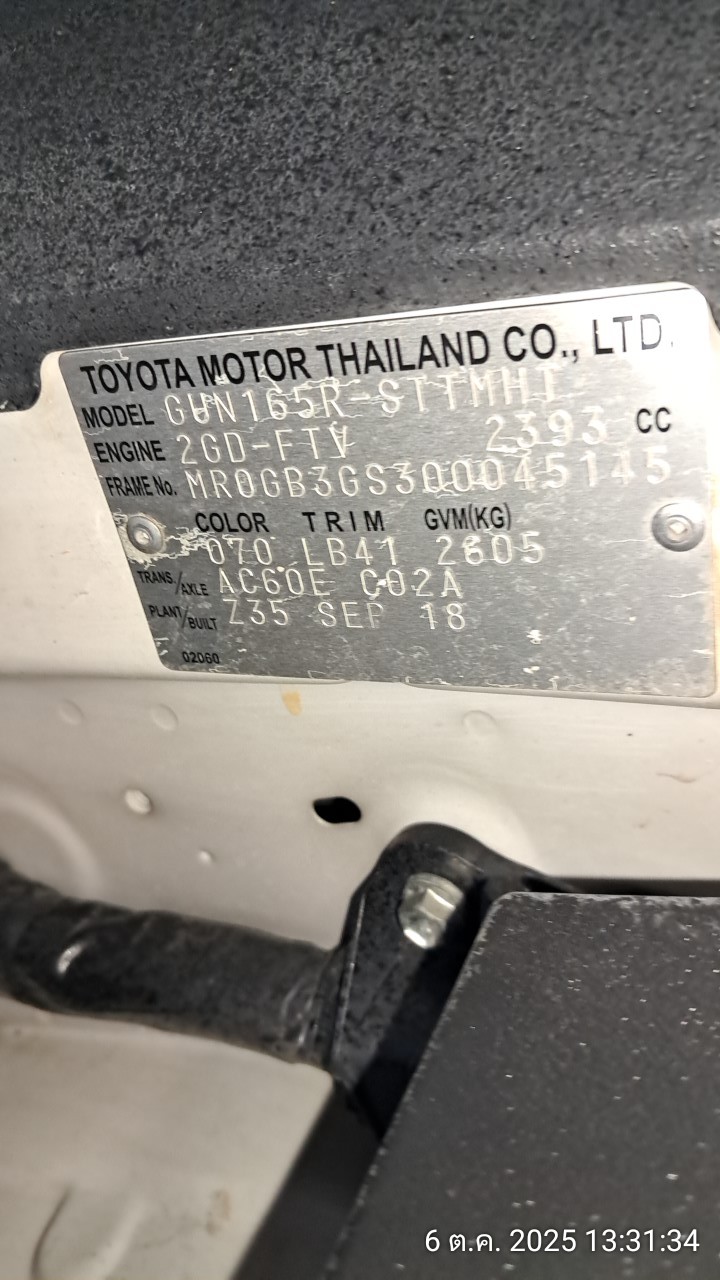 TOYOTA MOTOR THAILAND CO., LTD.
MODEL GUN165R-STTMHT
ENGINE 2GD-FTV 2393 CC
FRAME No. MR0GB3GS300045145
COLOR TRIM GVM(KG)
070 LB41 2605
TRANS./AXLE AC60E C02A
PLANT/BUILT Z35 SEP 18
02060
6 ต.ค. 2025 13:31:34